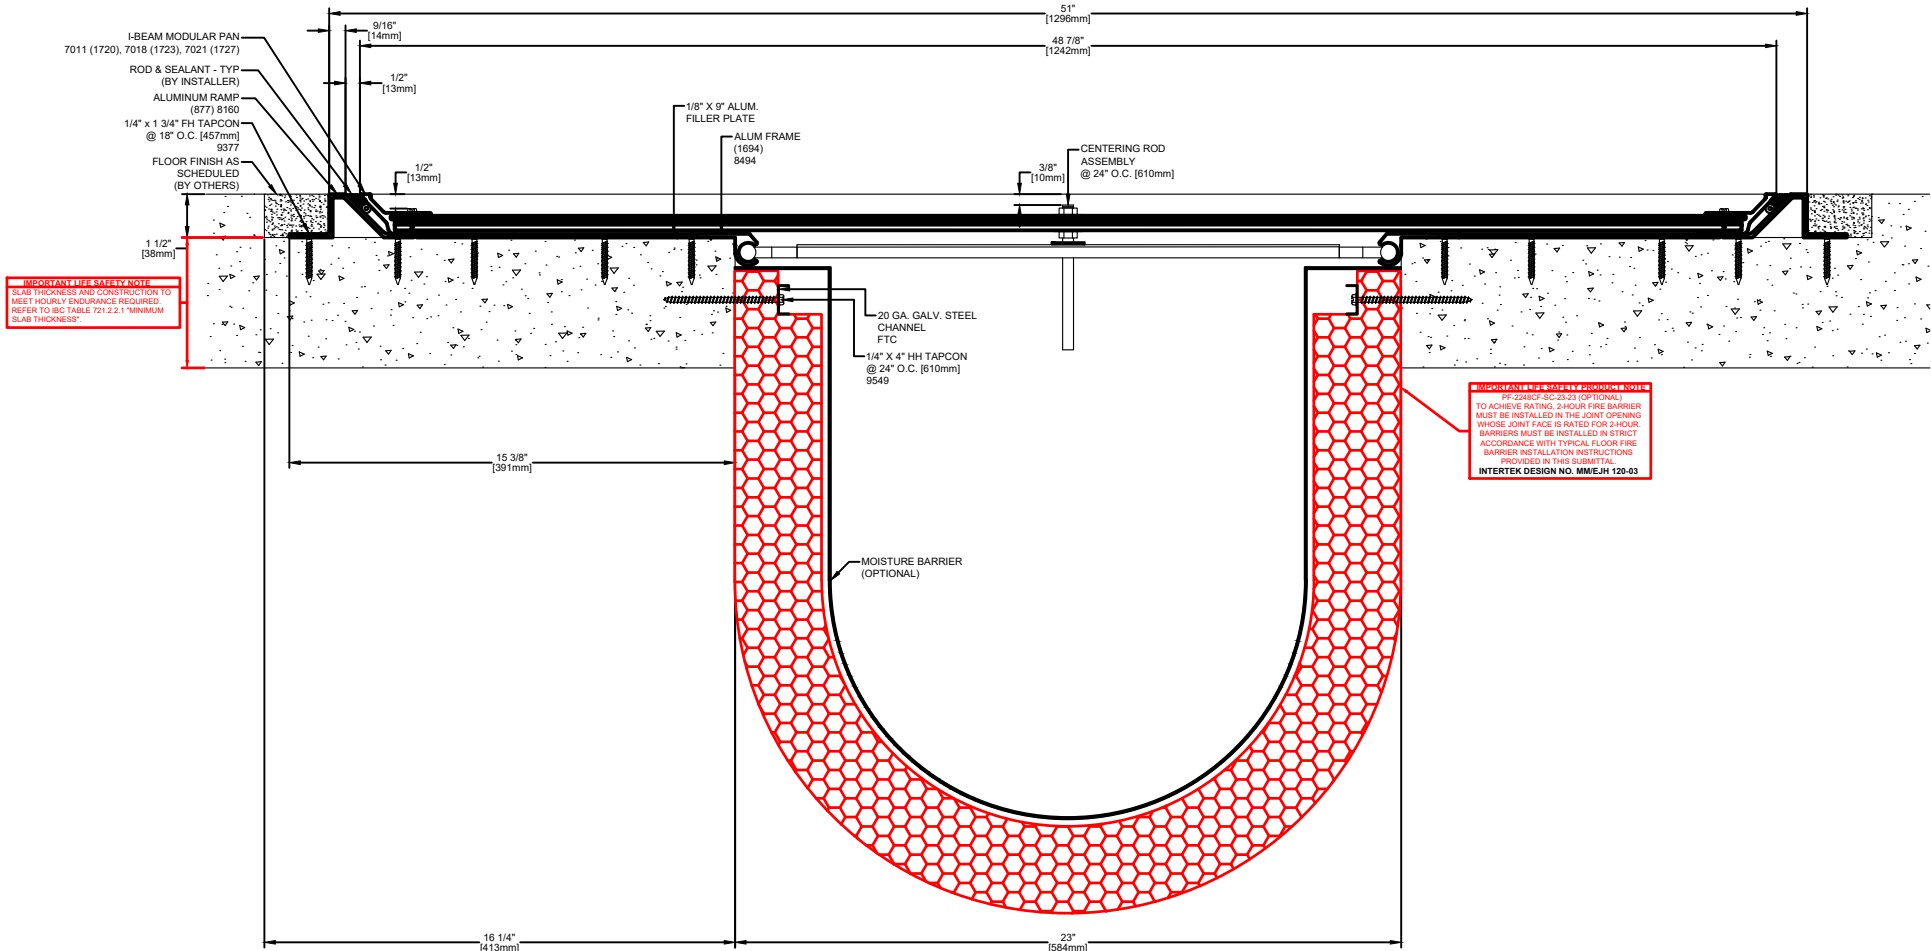 51"
[1296mm]
9/16"
[14mm]
48 7/8"
[1242mm]
I-BEAM MODULAR PAN
7011 (1720), 7018 (1723), 7021 (1727)
ROD & SEALANT - TYP
(BY INSTALLER)
1/2"
[13mm]
ALUMINUM RAMP
(877) 8160
1/4" x 1 3/4" FH TAPCON
@ 18" O.C. [457mm]
9377
FLOOR FINISH AS
SCHEDULED
(BY OTHERS)
1/8" X 9" ALUM.
FILLER PLATE
ALUM FRAME
(1694)
8494
CENTERING ROD
ASSEMBLY
@ 24" O.C. [610mm]
1/2"
[13mm]
3/8"
[10mm]
1 1/2"
[38mm]
IMPORTANT LIFE SAFETY NOTE
SLAB THICKNESS AND CONSTRUCTION TO
MEET HOURLY ENDURANCE REQUIRED.
REFER TO IBC TABLE 721.2.2.1 "MINIMUM
SLAB THICKNESS".
20 GA. GALV. STEEL
CHANNEL
FTC
1/4" X 4" HH TAPCON
@ 24" O.C. [610mm]
9549
IMPORTANT LIFE SAFETY PRODUCT NOTE
PF-2248CF-SC-23-23 (OPTIONAL)
TO ACHIEVE RATING, 2-HOUR FIRE BARRIER
MUST BE INSTALLED IN THE JOINT OPENING
WHOSE JOINT FACE IS RATED FOR 2-HOUR.
BARRIERS MUST BE INSTALLED IN STRICT
ACCORDANCE WITH TYPICAL FLOOR FIRE
BARRIER INSTALLATION INSTRUCTIONS
PROVIDED IN THIS SUBMITTAL.
INTERTEK DESIGN NO. MM/EJH 120-03
15 3/8"
[391mm]
MOISTURE BARRIER
(OPTIONAL)
16 1/4"
[413mm]
23"
[584mm]